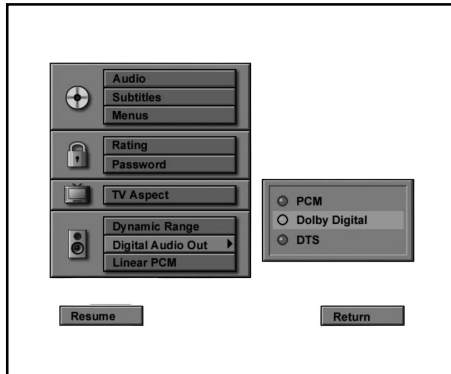 Audio
Subtitles
Menus
Rating
Password
TV Aspect
Dynamic Range
Digital Audio Out
Linear PCM
PCM
Dolby Digital
DTS
Resume
Return